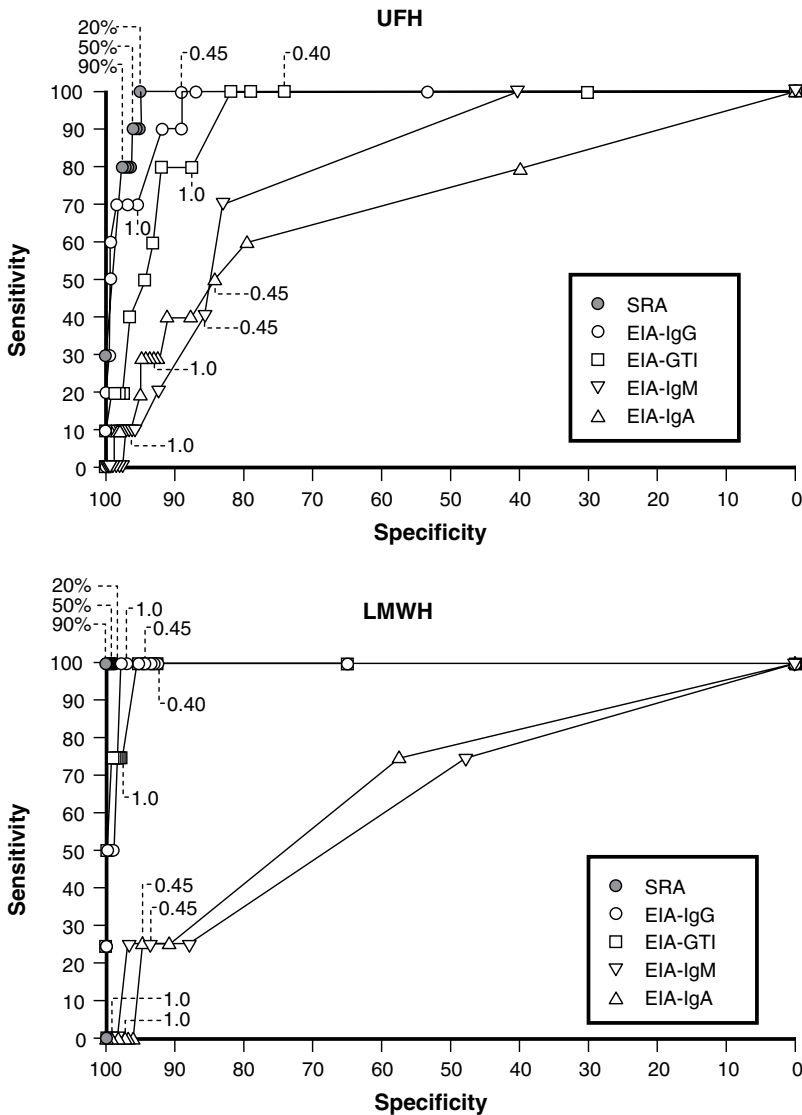 UFH
20%
50%
90%
0.45
0.40
100
90
80
70
60
50
40
30
20
10
0
1.0
1.0
0.45
0.45
1.0
1.0
Sensitivity
SRA
EIA-IgG
EIA-GTI
EIA-IgM
EIA-IgA
100 90 80 70 60 50 40 30 20 10 0
Specificity
LMWH
20%
50%
90%
1.0
0.45
0.40
100
90
80
70
60
50
40
30
20
10
0
1.0
0.45
0.45
1.0
1.0
Sensitivity
SRA
EIA-IgG
EIA-GTI
EIA-IgM
EIA-IgA
100 90 80 70 60 50 40 30 20 10 0
Specificity